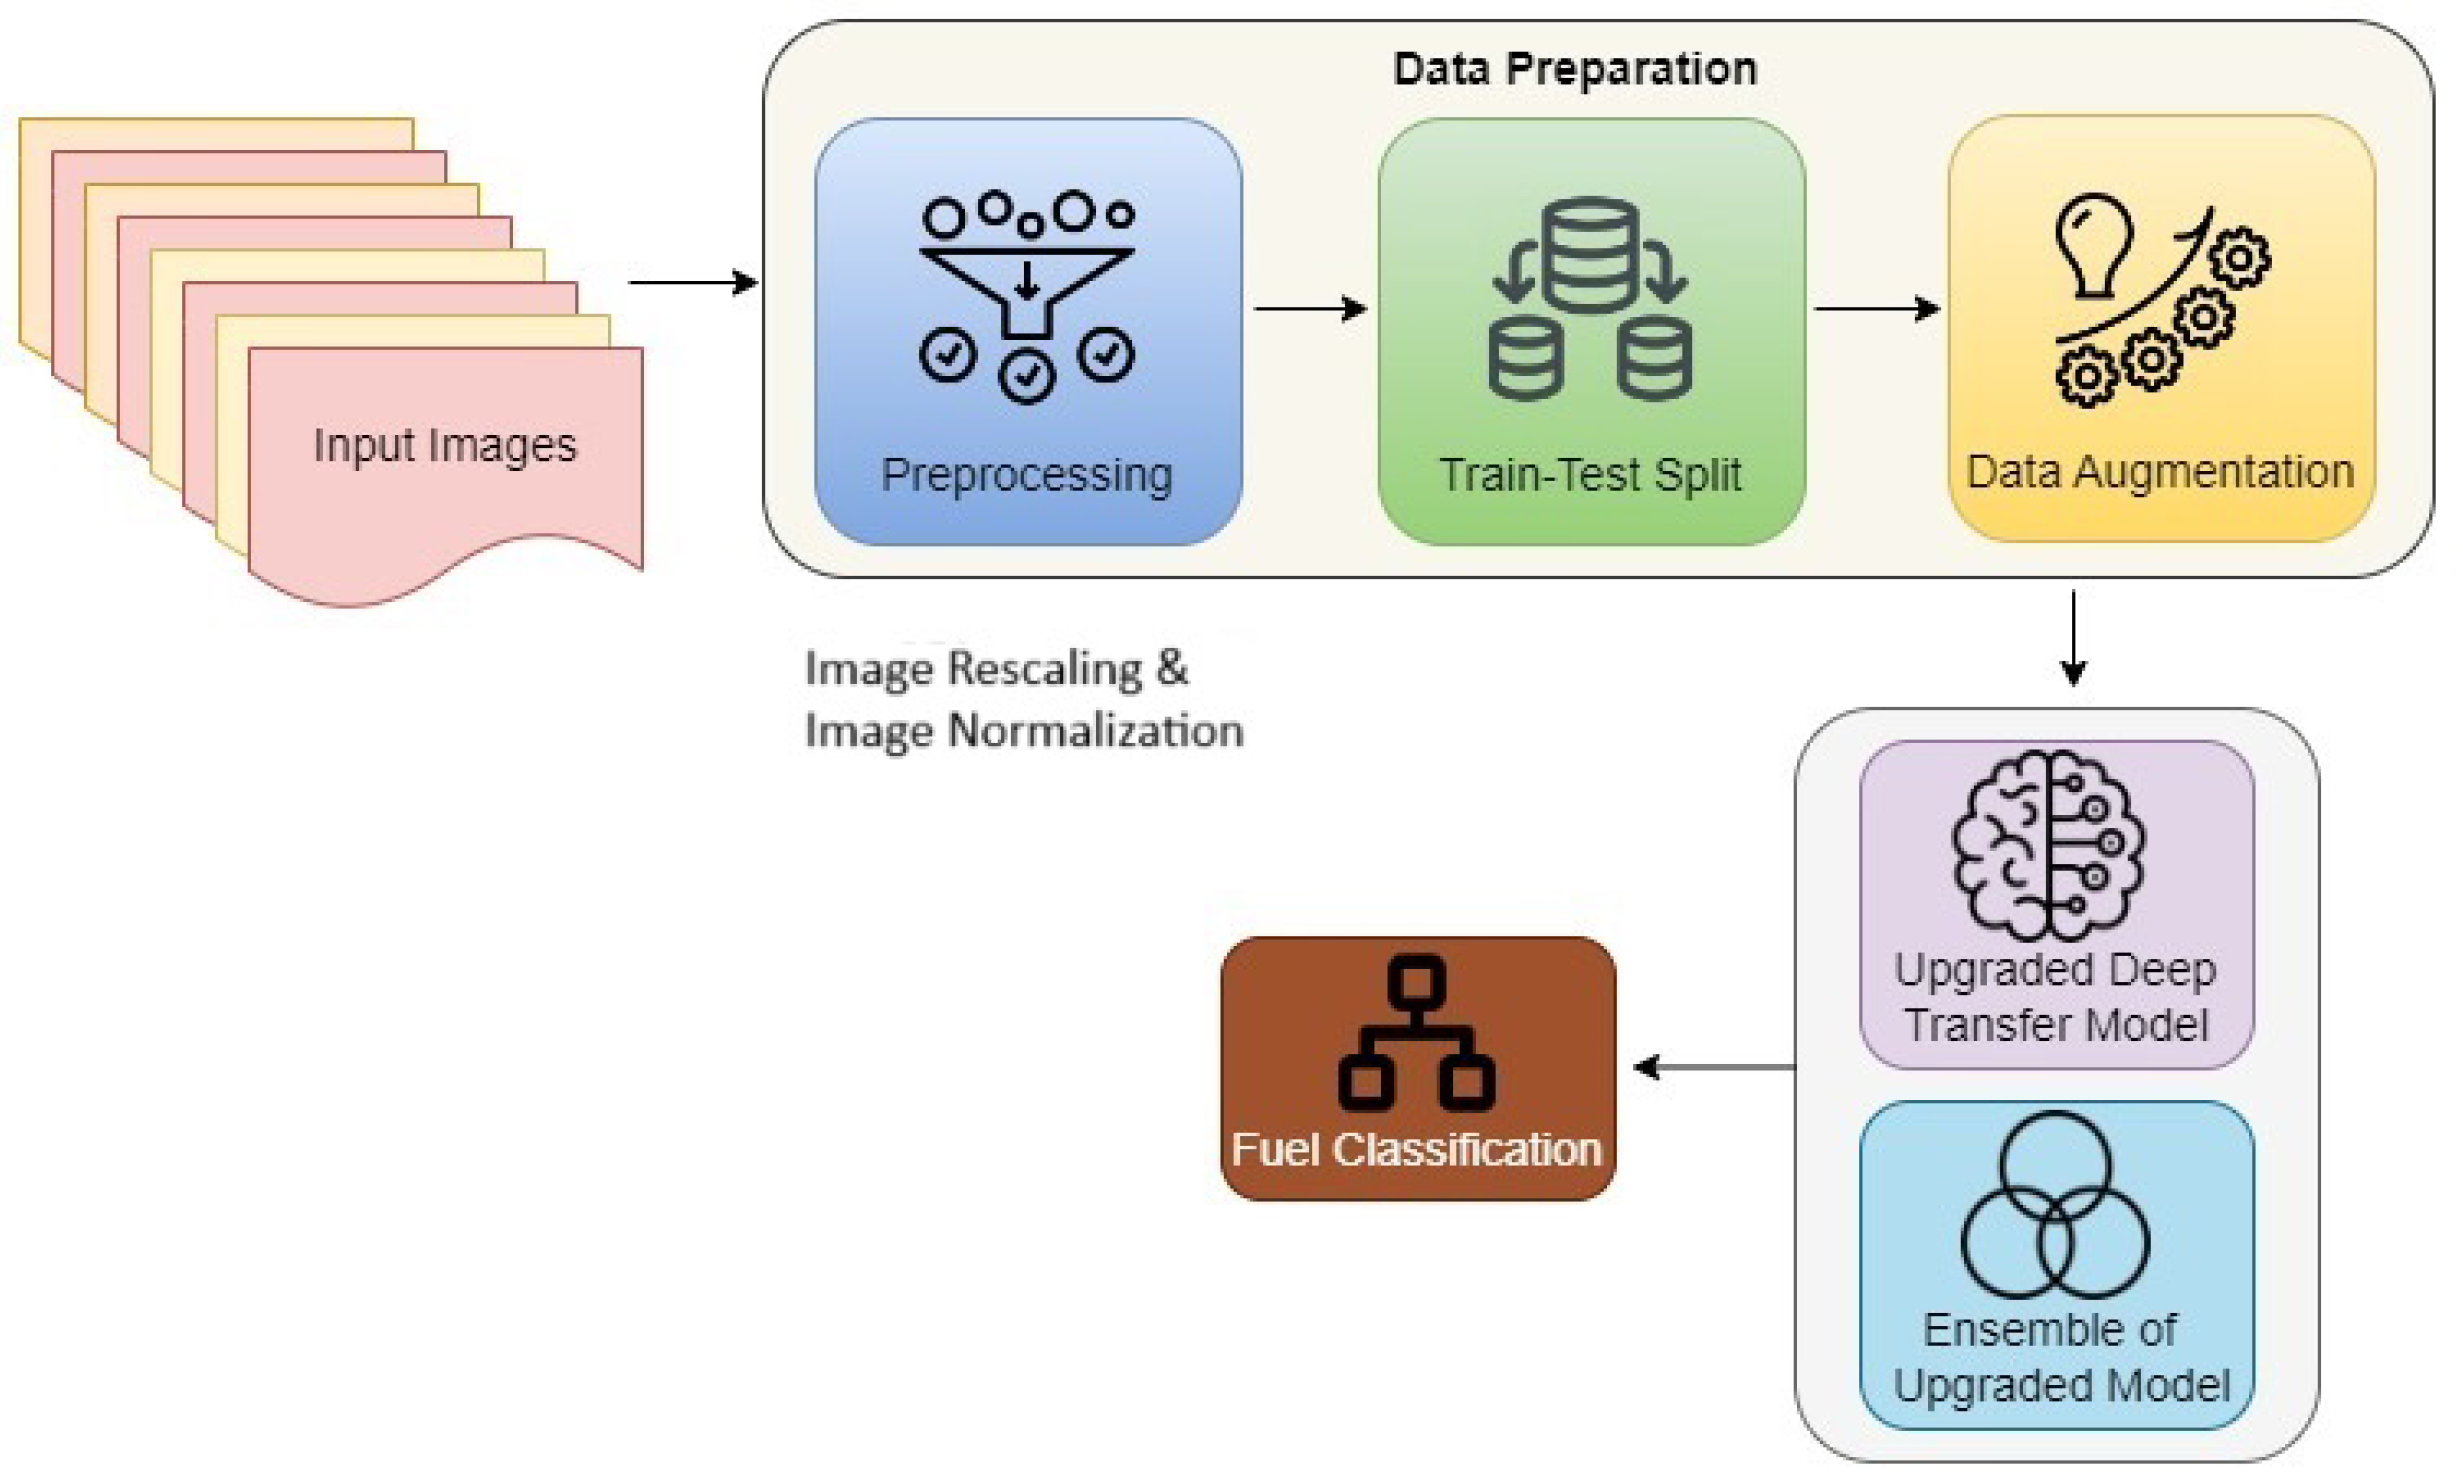 Data Preparation
Input Images
Preprocessing
Train-Test Split
Data Augmentation
Image Rescaling &
Image Normalization
Upgraded Deep
Transfer Model
Fuel Classification
Ensemble of
Upgraded Model